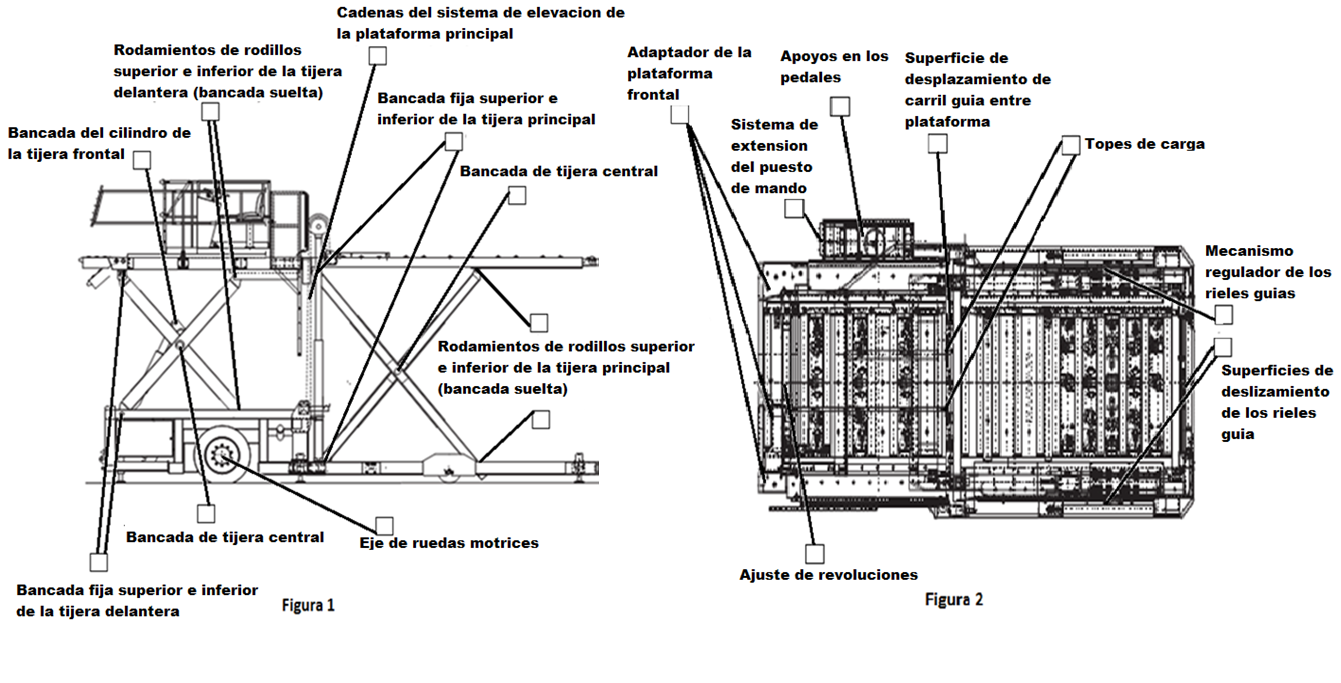 Cadenas del sistema de elevacion de
la plataforma principal
Rodamientos de rodillos
superior e inferior de la tijera
delantera (bancada suelta)
Bancada fija superior e
inferior de la tijera principal
Bancada del cilindro de
la tijera frontal
Bancada de tijera central
Rodamientos de rodillos superior
e inferior de la tijera principal
(bancada suelta)
Bancada de tijera central
Eje de ruedas motrices
Bancada fija superior e inferior
de la tijera delantera
Figura 1
Adaptador de la
plataforma
frontal
Apoyos en los
pedales
Superficie de
desplazamiento de
carril guia entre
plataforma
Sistema de
extension
del puesto
de mando
Topes de carga
Mecanismo
regulador de los
rieles guias
Superficies de
deslizamiento
de los rieles
guia
Ajuste de revoluciones
Figura 2